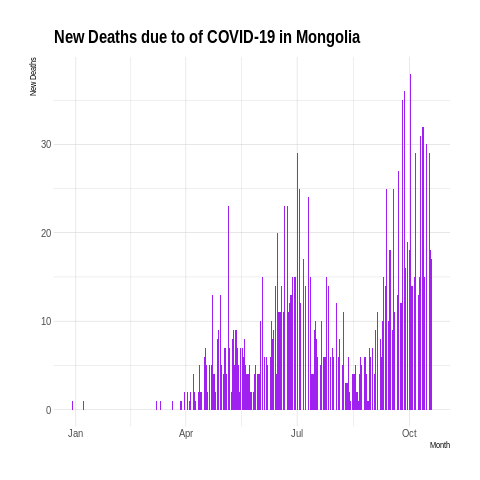 New Deaths due to of COVID-19 in Mongolia
New Deaths
30
20
10
0
Jan Apr Jul Oct
Month